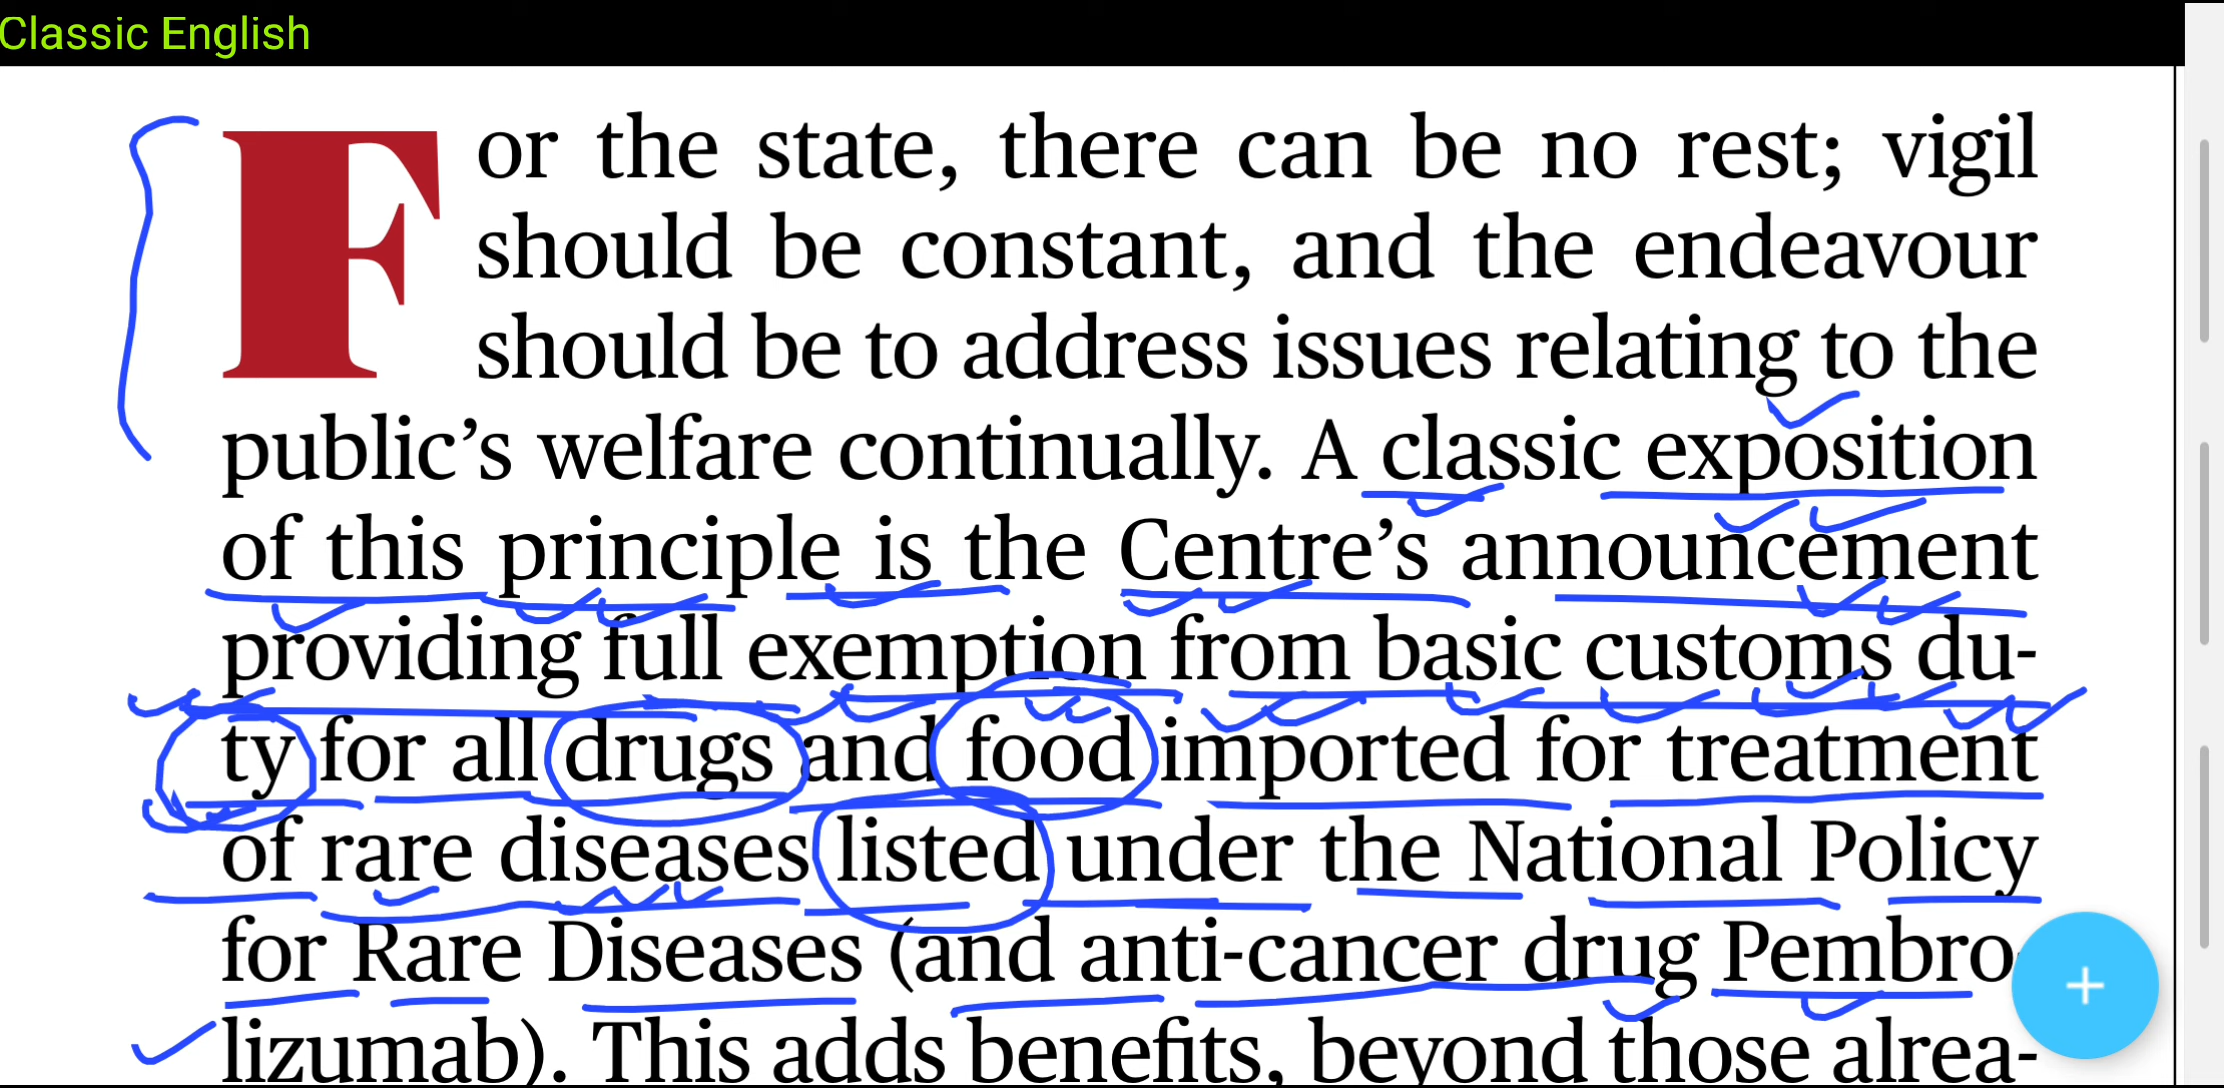 Classic English
For the state, there can be no rest; vigil
should be constant, and the endeavour
should be to address issues relating to the
public’s welfare continually. A classic exposition
of this principle is the Centre’s announcement
providing full exemption from basic customs du-
ty for all drugs and food imported for treatment
of rare diseases listed under the National Policy
for Rare Diseases (and anti-cancer drug Pembro-
lizumab). This adds benefits, beyond those alrea-